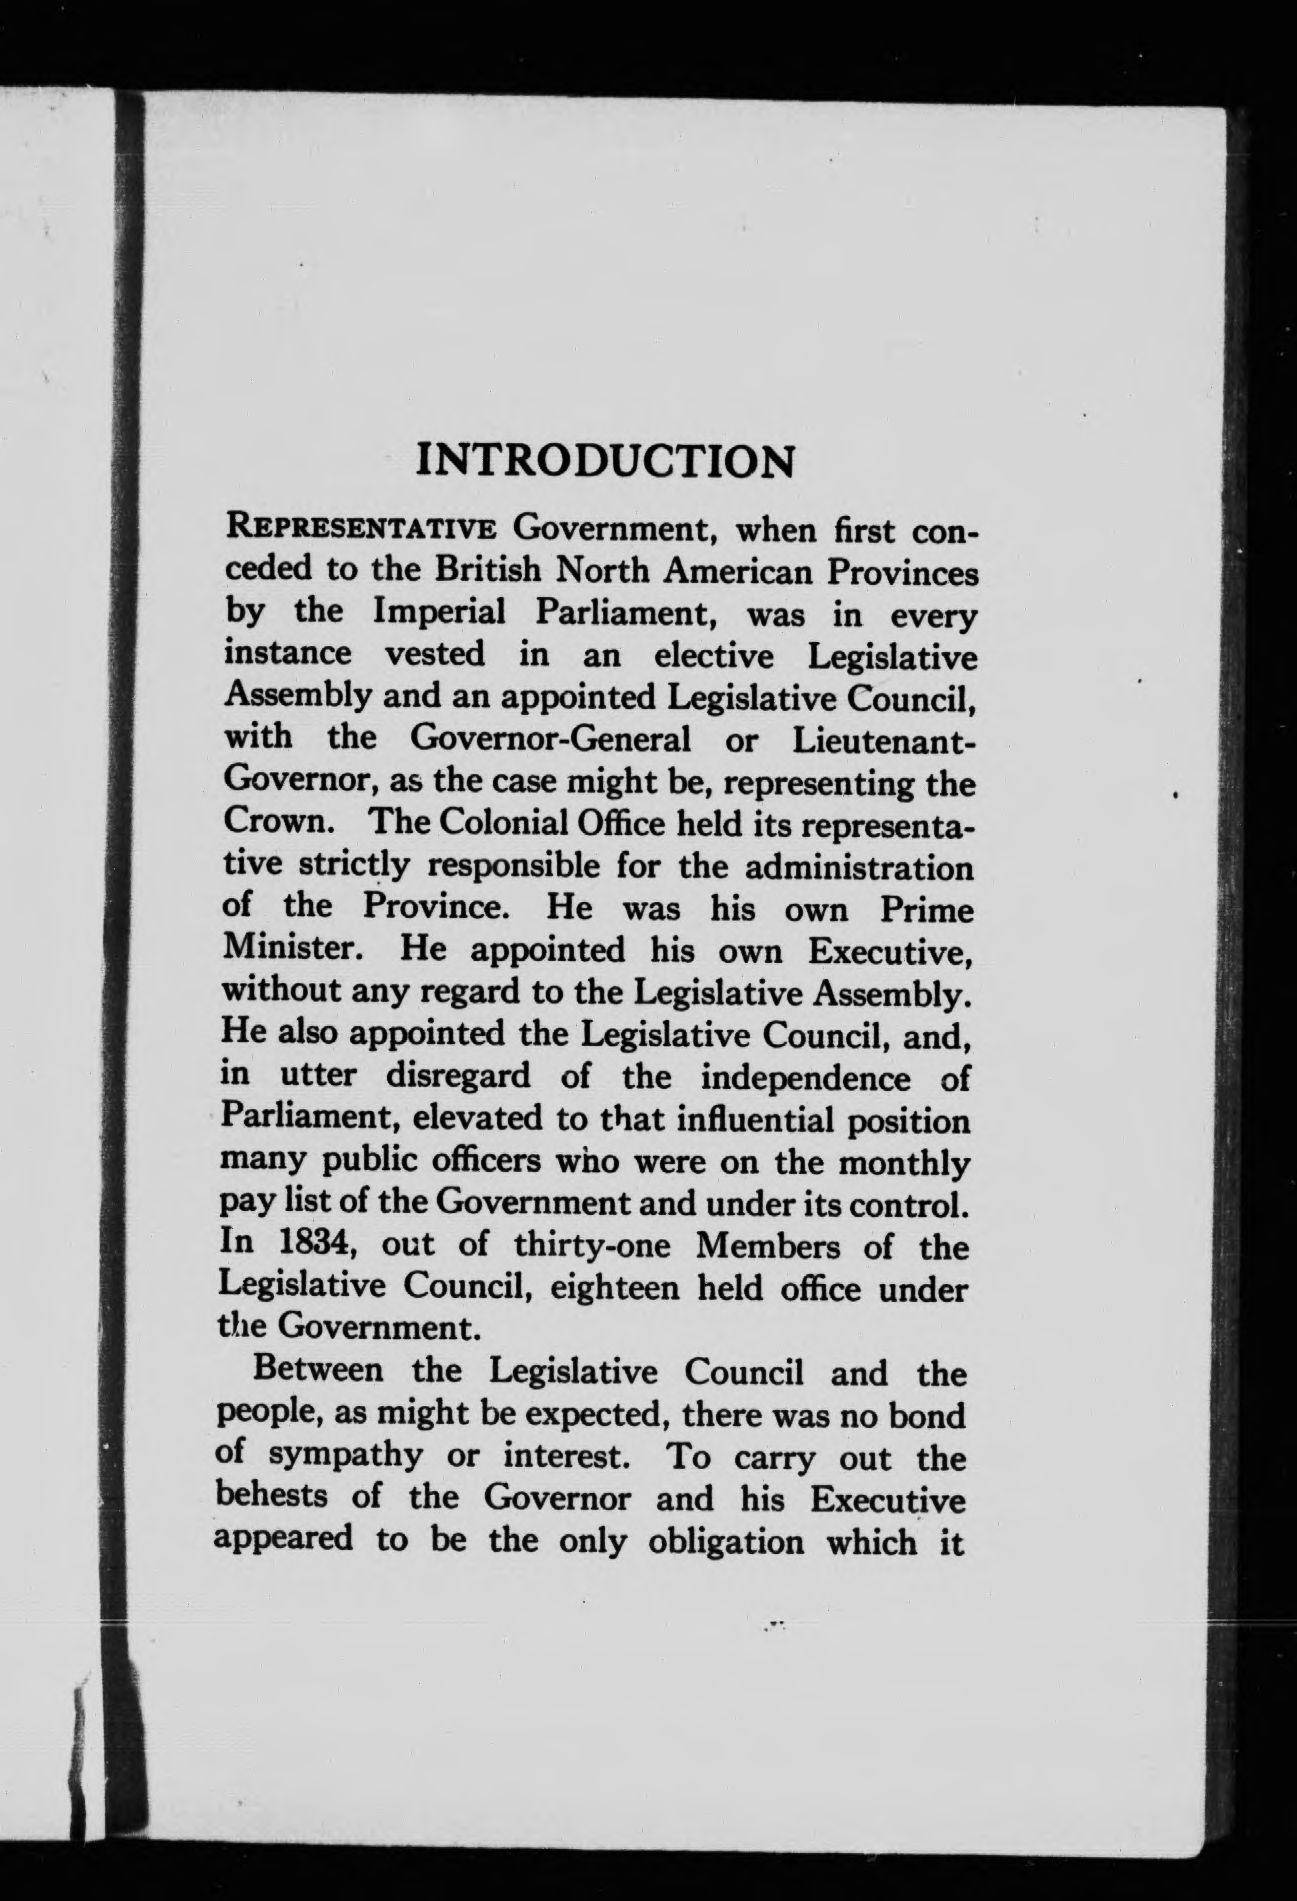 INTRODUCTION
REPRESENTATIVE Government, when first con-
ceded to the British North American Provinces
by the Imperial Parliament, was in every
instance vested in an elective Legislative
Assembly and an appointed Legislative Council,
with the Governor-General or Lieutenant-
Governor, as the case might be, representing the
Crown. The Colonial Office held its representa-
tive strictly responsible for the administration
of the Province. He was his own Prime
Minister. He appointed his own Executive,
without any regard to the Legislative Assembly.
He also appointed the Legislative Council, and,
in utter disregard of the independence of
Parliament, elevated to that influential position
many public officers who were on the monthly
pay list of the Government and under its control.
In 1834, out of thirty-one Members of the
Legislative Council, eighteen held office under
the Government.
Between the Legislative Council and the
people, as might be expected, there was no bond
of sympathy or interest. To carry out the
behests of the Governor and his Executive
appeared to be the only obligation which it